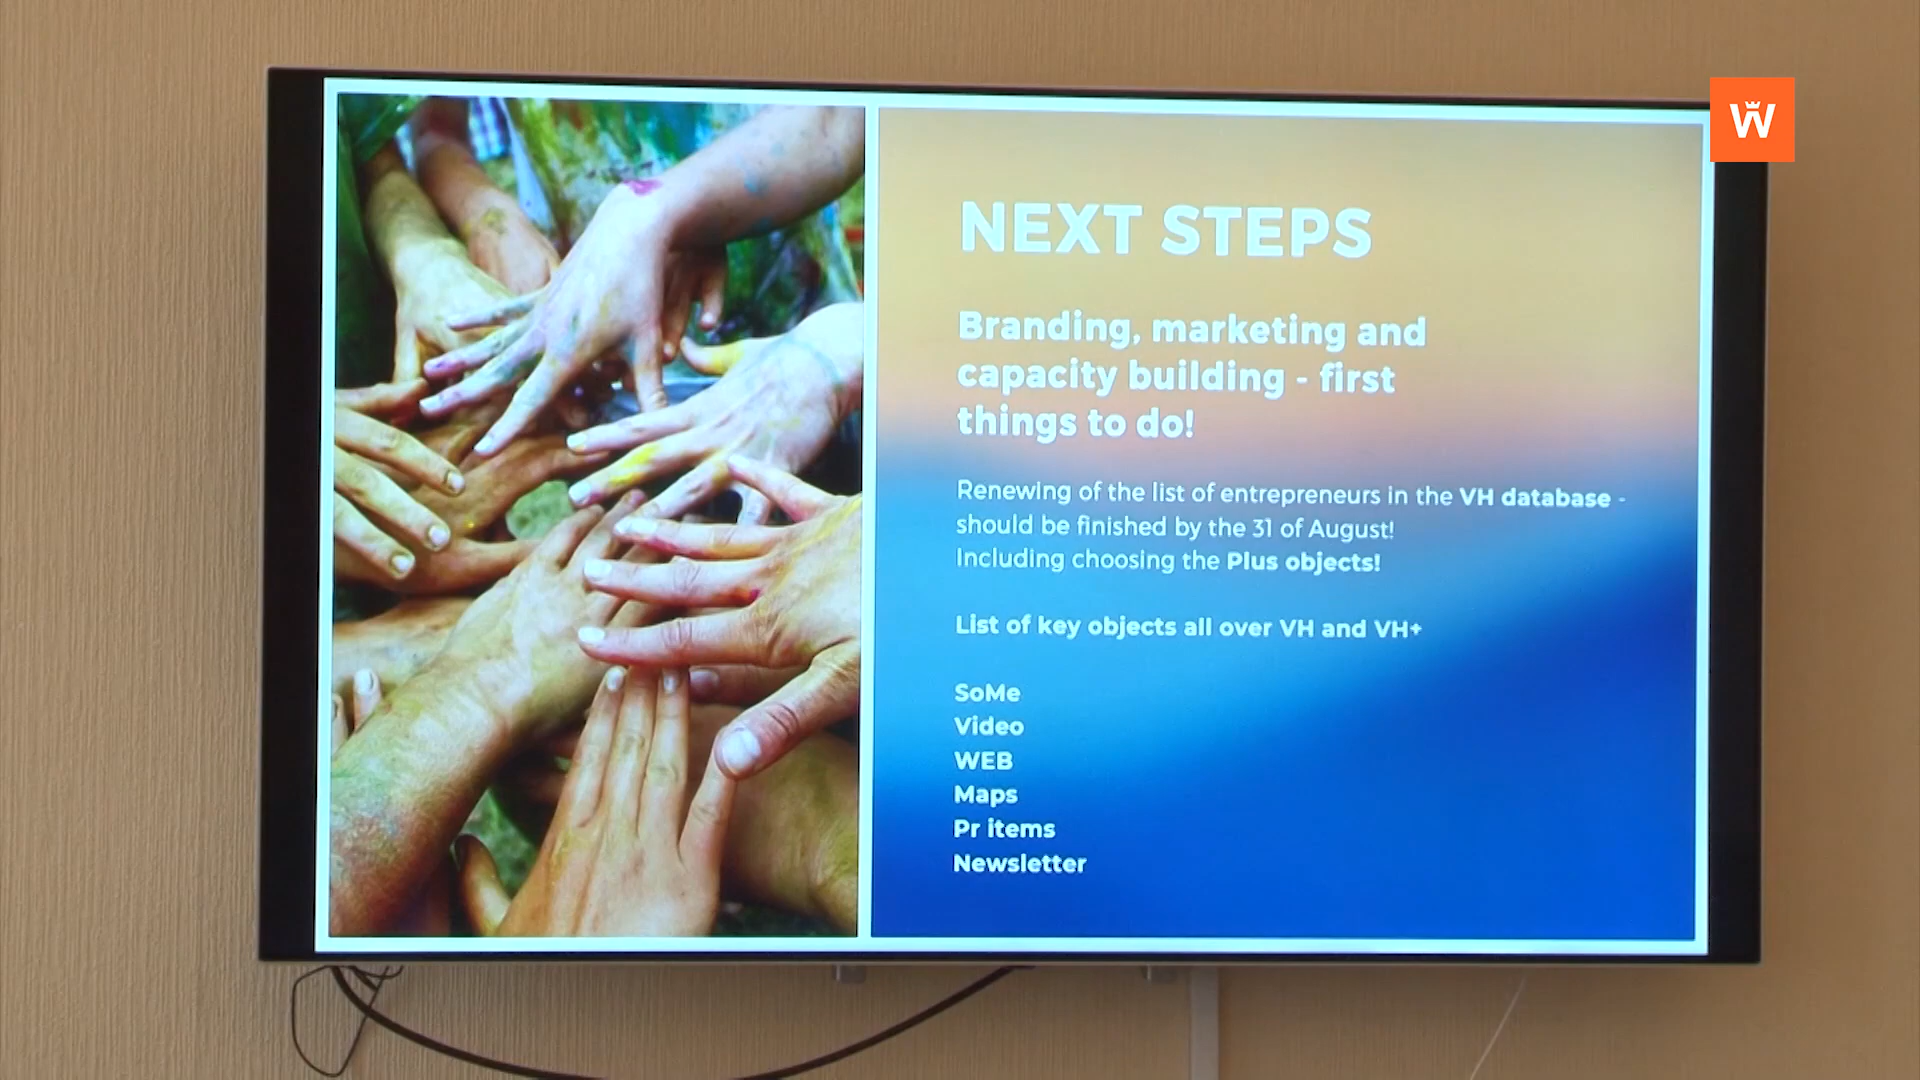 W
NEXT STEPS
Branding, marketing and
capacity building - first
things to do!
Renewing of the list of entrepreneurs in the VH database -
should be finished by the 31 of August!
Including choosing the Plus objects!
List of key objects all over VH and VH+
SoMe
Video
WEB
Maps
Pr items
Newsletter